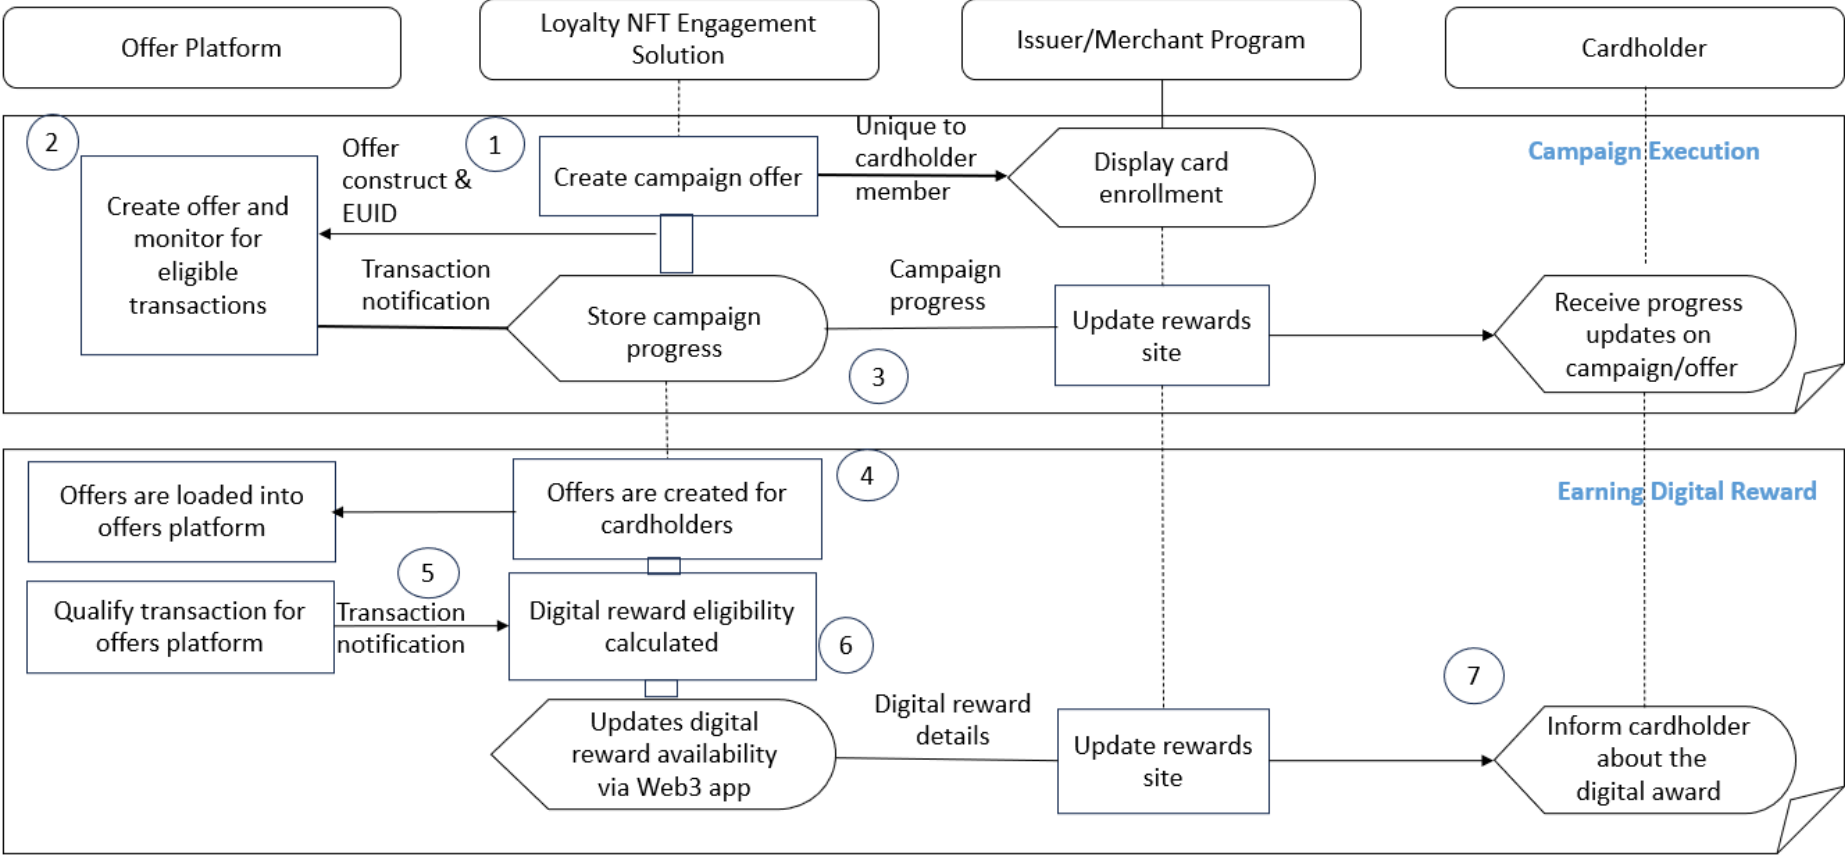 Offer Platform
Loyalty NFT Engagement
Solution
Issuer/Merchant Program
Cardholder
Campaign Execution
2
Create offer and
monitor for
eligible
transactions
Offer
construct &
EUID
1
Create campaign offer
Unique to
cardholder
member
Display card
enrollment
Transaction
notification
Store campaign
progress
Campaign
progress
3
Update rewards
site
Receive progress
updates on
campaign/offer
Earning Digital Reward
Offers are loaded into
offers platform
Offers are created for
cardholders
4
Qualify transaction for
offers platform
5
Transaction
notification
Digital reward eligibility
calculated
6
Updates digital
reward availability
via Web3 app
Digital reward
details
Update rewards
site
7
Inform cardholder
about the
digital award